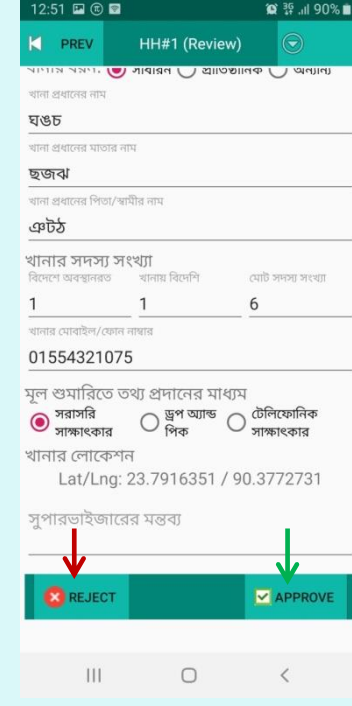 12:51 90%
PREV HH#1 (Review)
খানার ধরন: সাধারন প্রাতিষ্ঠানিক অন্যান্য
খানা প্রধানের নাম
ঘঙচ
খানা প্রধানের মাতার নাম
ছজঝ
খানা প্রধানের পিতা/স্বামীর নাম
ঞটঠ
খানার সদস্য সংখ্যা
বিদেশে অবস্থানরত খানায় বিদেশি মোট সদস্য সংখ্যা
1 1 6
খানার মোবাইল/ফোন নাম্বার
01554321075
মূল শুমারিতে তথ্য প্রদানের মাধ্যম
সরাসরি ড্রপ অ্যান্ড টেলিফোনিক
সাক্ষাৎকার পিক সাক্ষাৎকার
খানার লোকেশন
Lat/Lng: 23.7916351 / 90.3772731
সুপারভাইজারের মন্তব্য
REJECT APPROVE